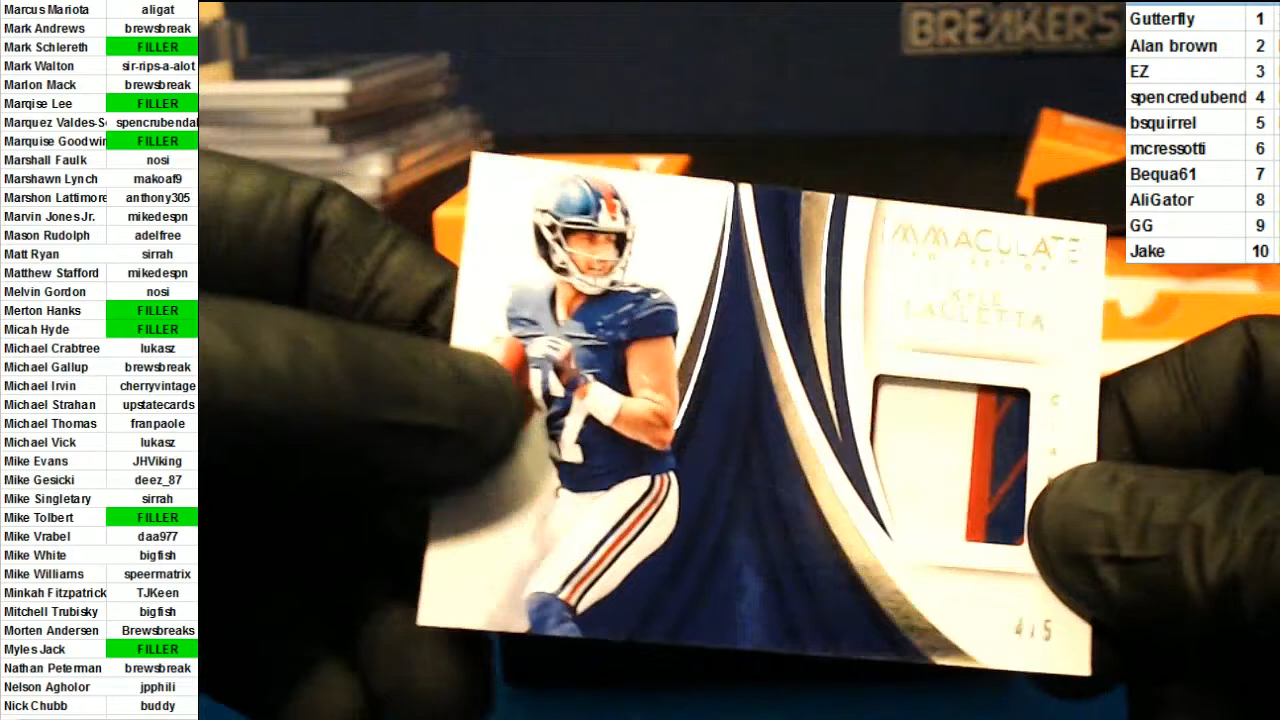 Marcus Mariota aligat
Mark Andrews brewsbreak
Mark Schlereth FILLER
Mark Walton sir-rips-a-alot
Marlon Mack brewsbreak
Marqise Lee FILLER
Marquez Valdes-S spencrubenda
Marquise Goodwin FILLER
Marshall Faulk nosi
Marshawn Lynch makoaf9
Marshon Lattimore anthony305
Marvin Jones Jr. mikedespn
Mason Rudolph adelfree
Matt Ryan sirrah
Matthew Stafford mikedespn
Melvin Gordon nosi
Merton Hanks FILLER
Micah Hyde FILLER
Michael Crabtree lukasz
Michael Gallup brewsbreak
Michael Irvin cherryvintage
Michael Strahan upstatecards
Michael Thomas franpaole
Michael Vick lukasz
Mike Evans JHViking
Mike Gesicki deez_87
Mike Singletary sirrah
Mike Tolbert FILLER
Mike Vrabel daa977
Mike White bigfish
Mike Williams speermatrix
Minkah Fitzpatrick TJKeen
Mitchell Trubisky bigfish
Morten Andersen Brewsbreaks
Myles Jack FILLER
Nathan Peterman brewsbreak
Nelson Agholor jpphili
Nick Chubb buddy
BREAKERS
IMMACULATE
COLLECTION
KYLE
LAULETTA
4/5
Gutterfly 1
Alan brown 2
EZ 3
spencredubend 4
bsquirrel 5
mcressotti 6
Bequa61 7
AliGator 8
GG 9
Jake 10